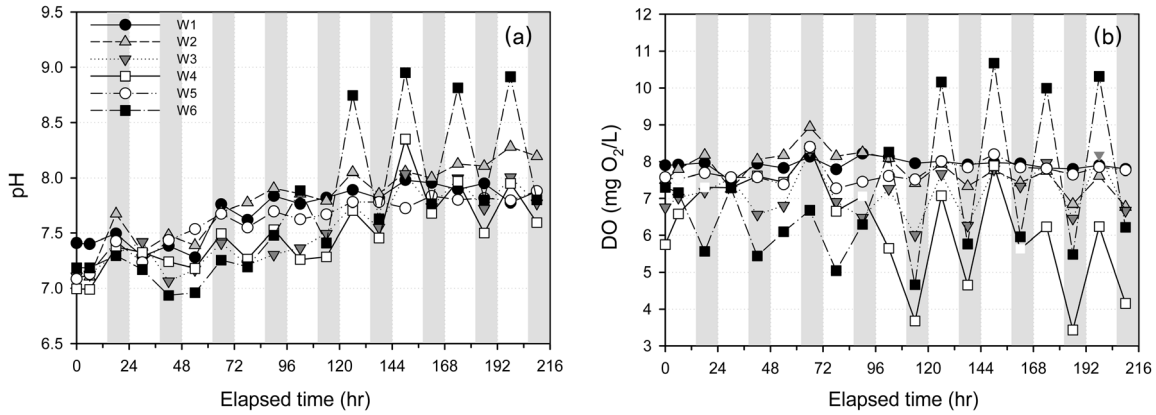 (a)
W1
W2
W3
W4
W5
W6
pH
9.5
9.0
8.5
8.0
7.5
7.0
6.5
0 24 48 72 96 120 144 168 192 216
Elapsed time (hr)
(b)
DO (mg O₂/L)
12
11
10
9
8
7
6
5
4
3
0 24 48 72 96 120 144 168 192 216
Elapsed time (hr)